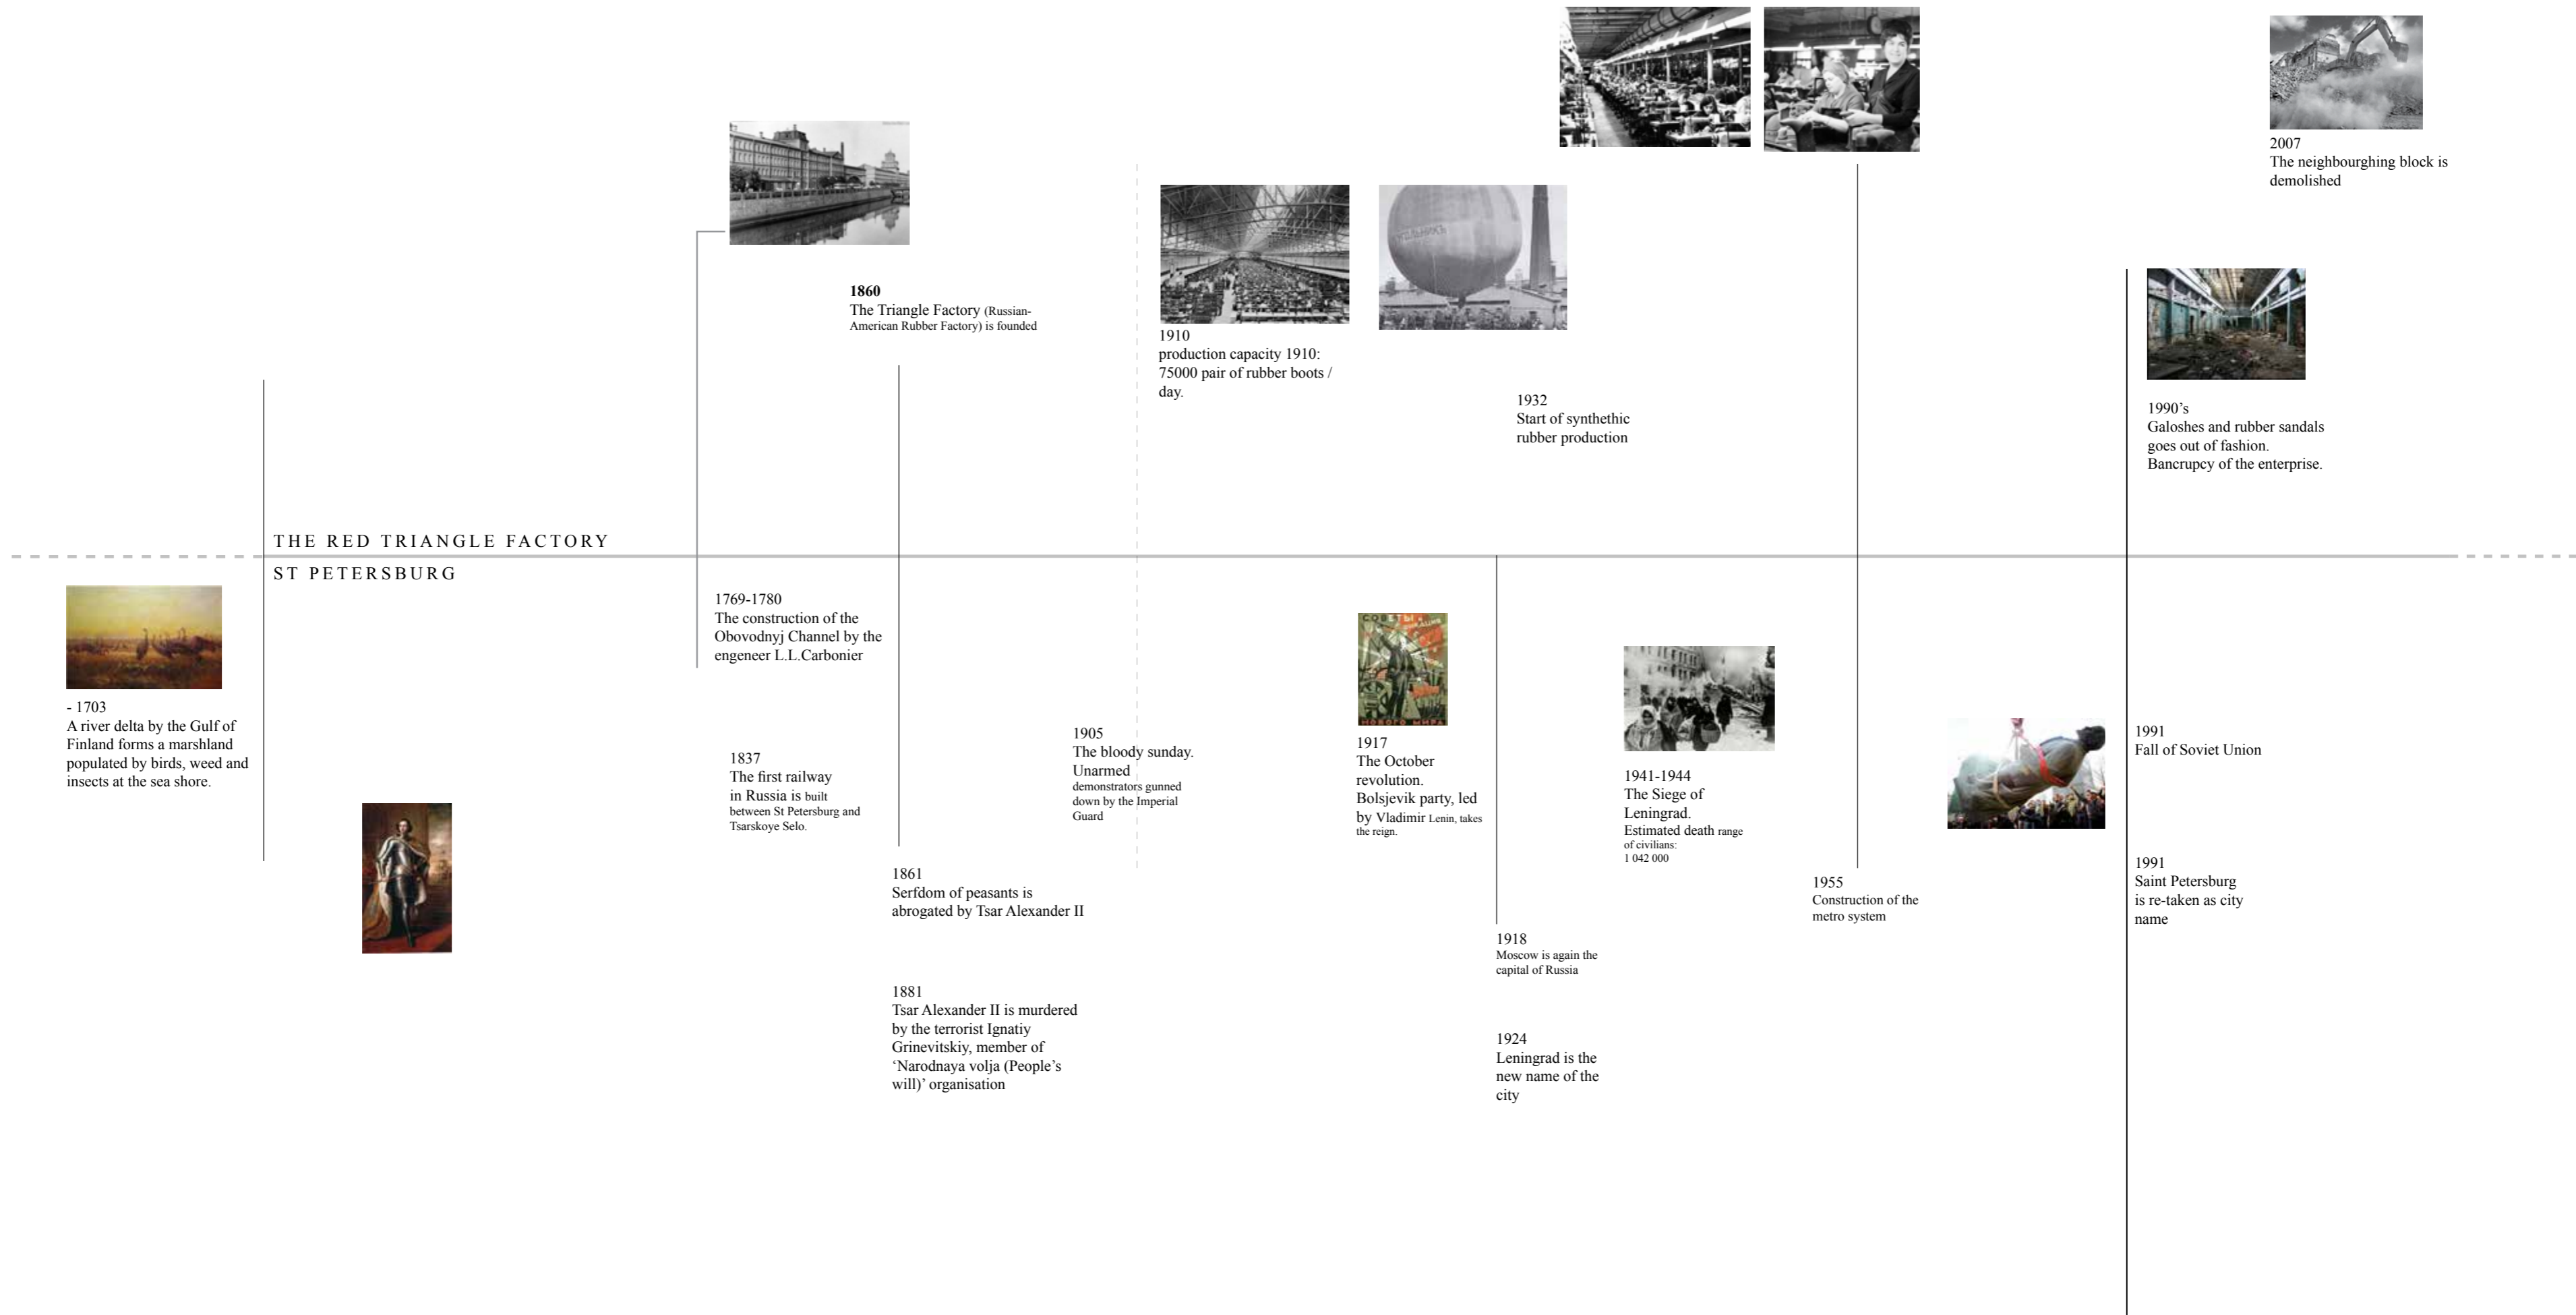 2007
The neighbourghing block is
demolished
1860
The Triangle Factory (Russian-
American Rubber Factory) is founded
1910
production capacity 1910:
75000 pair of rubber boots /
day.
1932
Start of synthethic
rubber production
1990’s
Galoshes and rubber sandals
goes out of fashion.
Bancrupcy of the enterprise.
THE RED TRIANGLE FACTORY
ST PETERSBURG
- 1703
A river delta by the Gulf of
Finland forms a marshland
populated by birds, weed and
insects at the sea shore.
1769-1780
The construction of the
Obovodnyj Channel by the
engeneer L.L.Carbonier
1837
The first railway
in Russia is built
between St Petersburg and
Tsarskoye Selo.
1861
Serfdom of peasants is
abrogated by Tsar Alexander II
1881
Tsar Alexander II is murdered
by the terrorist Ignatiy
Grinevitskiy, member of
‘Narodnaya volja (People’s
will)’ organisation
1905
The bloody sunday.
Unarmed
demonstrators gunned
down by the Imperial
Guard
СОВЕТЫ
НОВОГО МИРА
1917
The October
revolution.
Bolsjevik party, led
by Vladimir Lenin, takes
the reign.
1918
Moscow is again the
capital of Russia
1924
Leningrad is the
new name of the
city
1941-1944
The Siege of
Leningrad.
Estimated death range
of civilians:
1 042 000
1955
Construction of the
metro system
1991
Fall of Soviet Union
1991
Saint Petersburg
is re-taken as city
name